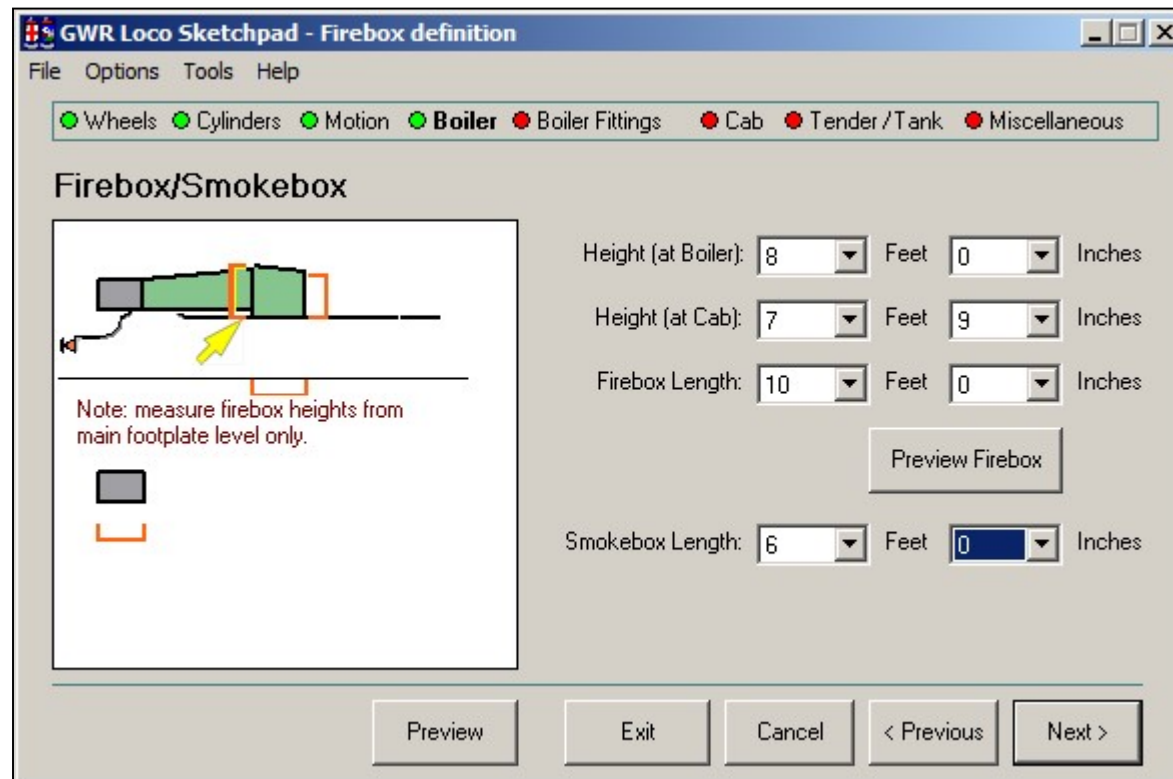 GWR Loco Sketchpad - Firebox definition
File Options Tools Help
Wheels Cylinders Motion Boiler Boiler Fittings Cab Tender/Tank Miscellaneous
Firebox/Smokebox
Height (at Boiler): 8 Feet 0 Inches
Height (at Cab): 7 Feet 9 Inches
Firebox Length: 10 Feet 0 Inches
Note: measure firebox heights from
main footplate level only.
Preview Firebox
Smokebox Length: 6 Feet 0 Inches
Preview Exit Cancel < Previous Next >